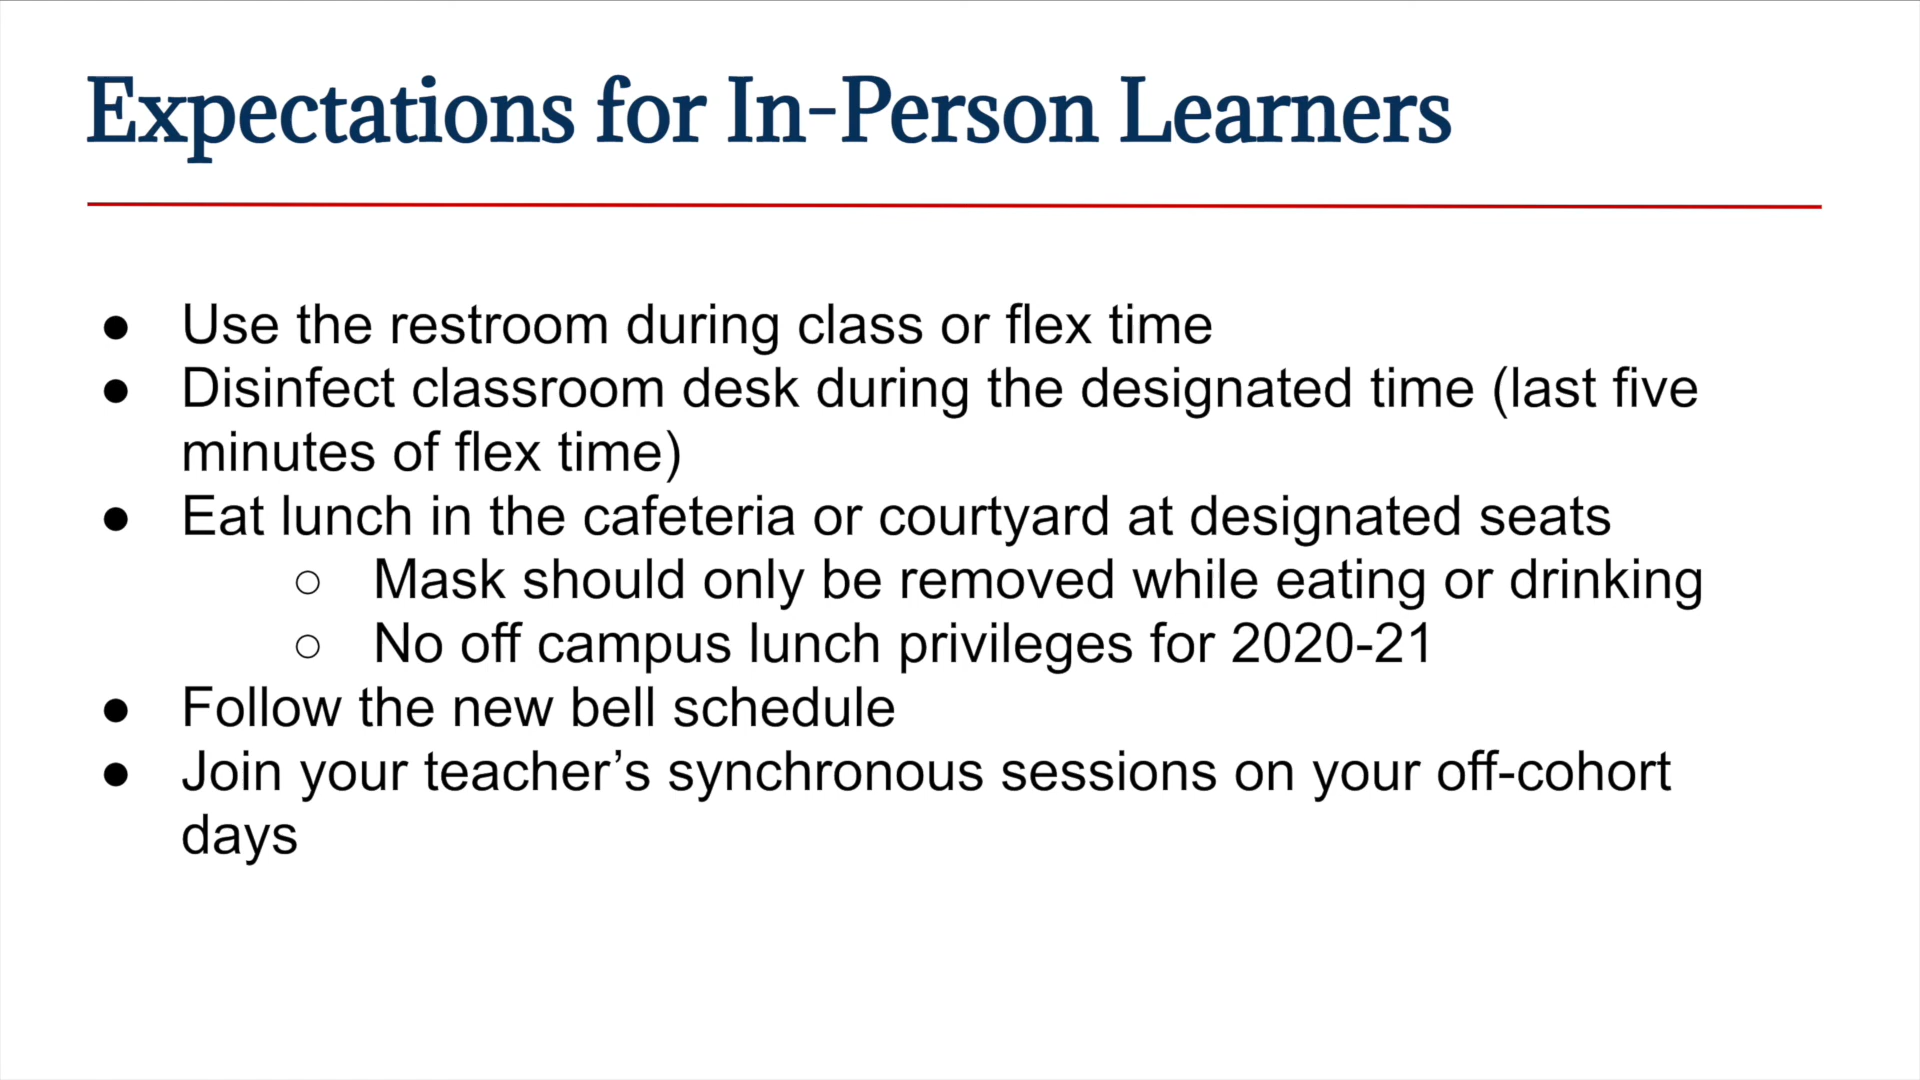 Expectations for In-Person Learners
● Use the restroom during class or flex time
● Disinfect classroom desk during the designated time (last five
minutes of flex time)
● Eat lunch in the cafeteria or courtyard at designated seats
○ Mask should only be removed while eating or drinking
○ No off campus lunch privileges for 2020-21
● Follow the new bell schedule
● Join your teacher’s synchronous sessions on your off-cohort
days